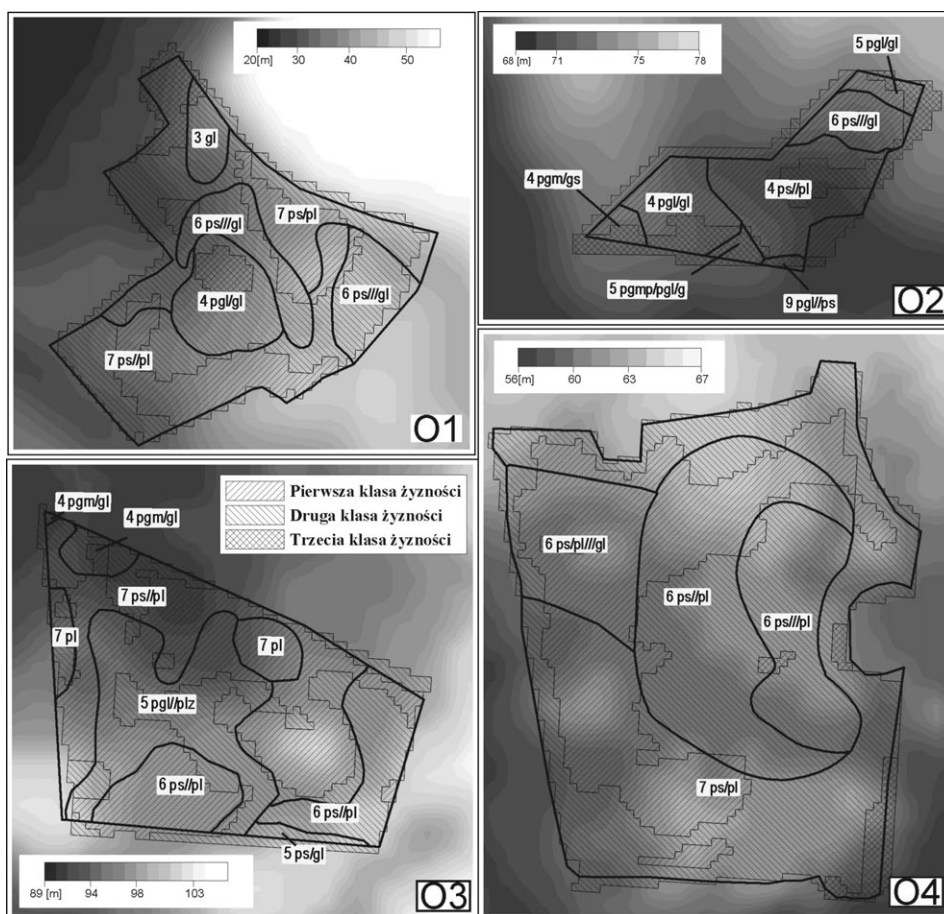 20[m] 30 40 50
3 gl
6 ps///gl
7 ps/pl
4 pgl/gl
6 ps///gl
7 ps//pl
O1
68 [m] 71 75 78
5 pgl/gl
6 ps///gl
4 pgm/gs
4 pgl/gl
4 ps//pl
5 pgmp/pgl/g
9 pgl//ps
O2
4 pgm/gl
4 pgm/gl
Pierwsza klasa żyzności
Druga klasa żyzności
Trzecia klasa żyzności
7 ps//pl
7 pl
7 pl
5 pgl//plz
6 ps//pl
6 ps//pl
5 ps/gl
89 [m] 94 98 103
O3
56[m] 60 63 67
6 ps/pl///gl
6 ps//pl
6 ps///pl
7 ps/pl
O4